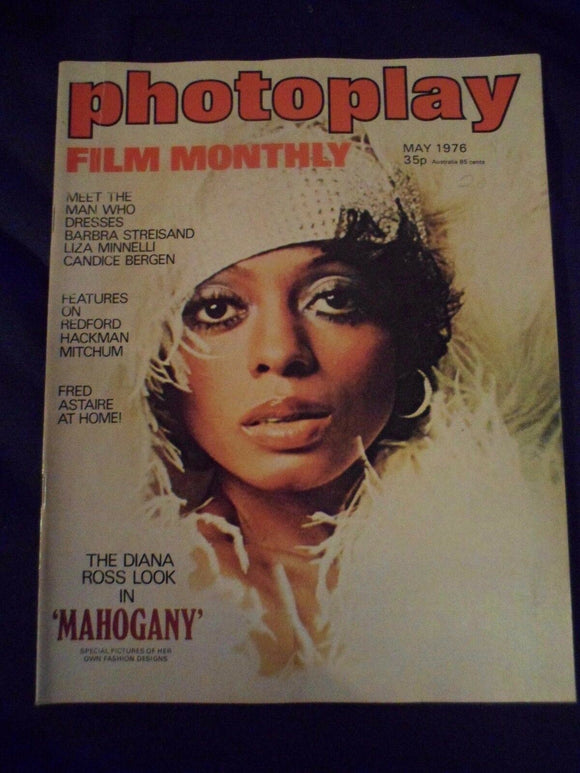 photoplay
FILM MONTHLY
MAY 1976
35p Australia 85 cents
MEET THE
MAN WHO
DRESSES
BARBRA STREISAND
LIZA MINNELLI
CANDICE BERGEN
FEATURES
ON
REDFORD
HACKMAN
MITCHUM
FRED
ASTAIRE
AT HOME!
THE DIANA
ROSS LOOK
IN
'MAHOGANY'
SPECIAL PICTURES OF HER
OWN FASHION DESIGNS